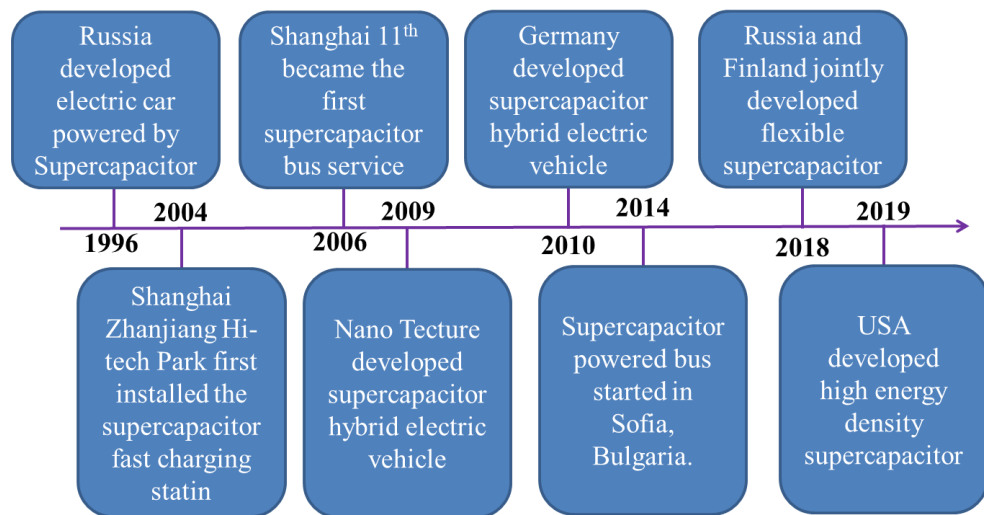 Russia
developed
electric car
powered by
Supercapacitor
Shanghai 11th
became the
first
supercapacitor
bus service
Germany
developed
supercapacitor
hybrid electric
vehicle
Russia and
Finland jointly
developed
flexible
supercapacitor
2004
2009
2014
2019
1996
2006
2010
2018
Shanghai
Zhanjiang Hi-
tech Park first
installed the
supercapacitor
fast charging
statin
Nano Tecture
developed
supercapacitor
hybrid electric
vehicle
Supercapacitor
powered bus
started in
Sofia,
Bulgaria.
USA
developed
high energy
density
supercapacitor